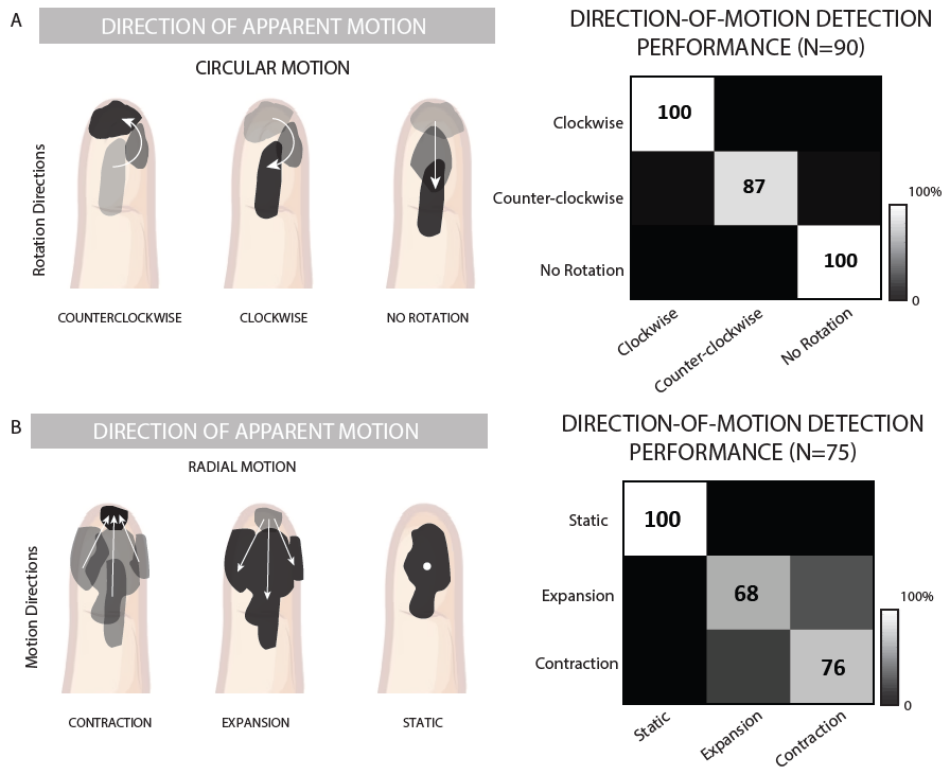 A
DIRECTION OF APPARENT MOTION
CIRCULAR MOTION
Rotation Directions
COUNTERCLOCKWISE
CLOCKWISE
NO ROTATION
DIRECTION-OF-MOTION DETECTION
PERFORMANCE (N=90)
Clockwise
100
Counter-clockwise
87
No Rotation
100
100%
0
Clockwise
Counter-clockwise
No Rotation
B
DIRECTION OF APPARENT MOTION
RADIAL MOTION
Motion Directions
CONTRACTION
EXPANSION
STATIC
DIRECTION-OF-MOTION DETECTION
PERFORMANCE (N=75)
Static
100
Expansion
68
Contraction
76
100%
0
Static
Expansion
Contraction